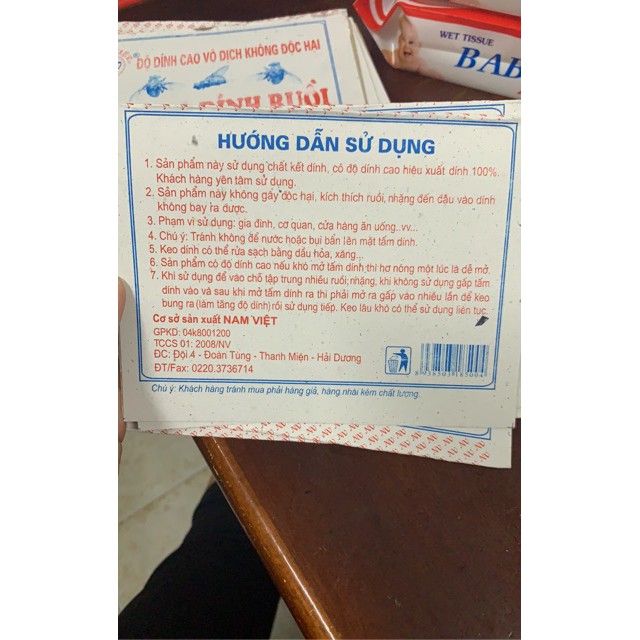 ĐỘ DÍNH CAO VÔ ĐỊCH KHÔNG ĐỘC HẠI
DÍNH RUỒI
WET TISSUE
BAB
HƯỚNG DẪN SỬ DỤNG
1. Sản phẩm này sử dụng chất kết dính, có độ dính cao hiệu xuất dính 100%.
Khách hàng yên tâm sử dụng.
2. Sản phẩm này không gây độc hại, kích thích ruồi, nhặng đến đậu vào dính
không bay ra được.
3. Phạm vi sử dụng: gia đình, cơ quan, cửa hàng ăn uống..vv...
4. Chú ý: Tránh không để nước hoặc bụi bẩn lên mặt tấm dính.
5. Keo dính có thể rửa sạch bằng dầu hỏa, xăng...
6. Sản phẩm có độ dính cao nếu khó mở tấm dính thì hơ nóng một lúc là dễ mở.
7. Khi sử dụng để vào chỗ tập trung nhiều ruồi; nhặng, khi không sử dụng gấp tấm
dính vào và sau khi mở tấm dính ra thì phải mở ra gấp vào nhiều lần để keo
bung ra (làm tăng độ dính) rồi sử dụng tiếp. Keo lâu khô có thể sử dụng liên tục.
Cơ sở sản xuất NAM VIỆT
GPKD: 04k8001200
TCCS 01: 2008/NV
ĐC: Đội 4 - Đoàn Tùng - Thanh Miện - Hải Dương
ĐT/Fax: 0220.3736714
8 938503 185004
Chú ý: Khách hàng tránh mua phải hàng giả, hàng nhái kém chất lượng.